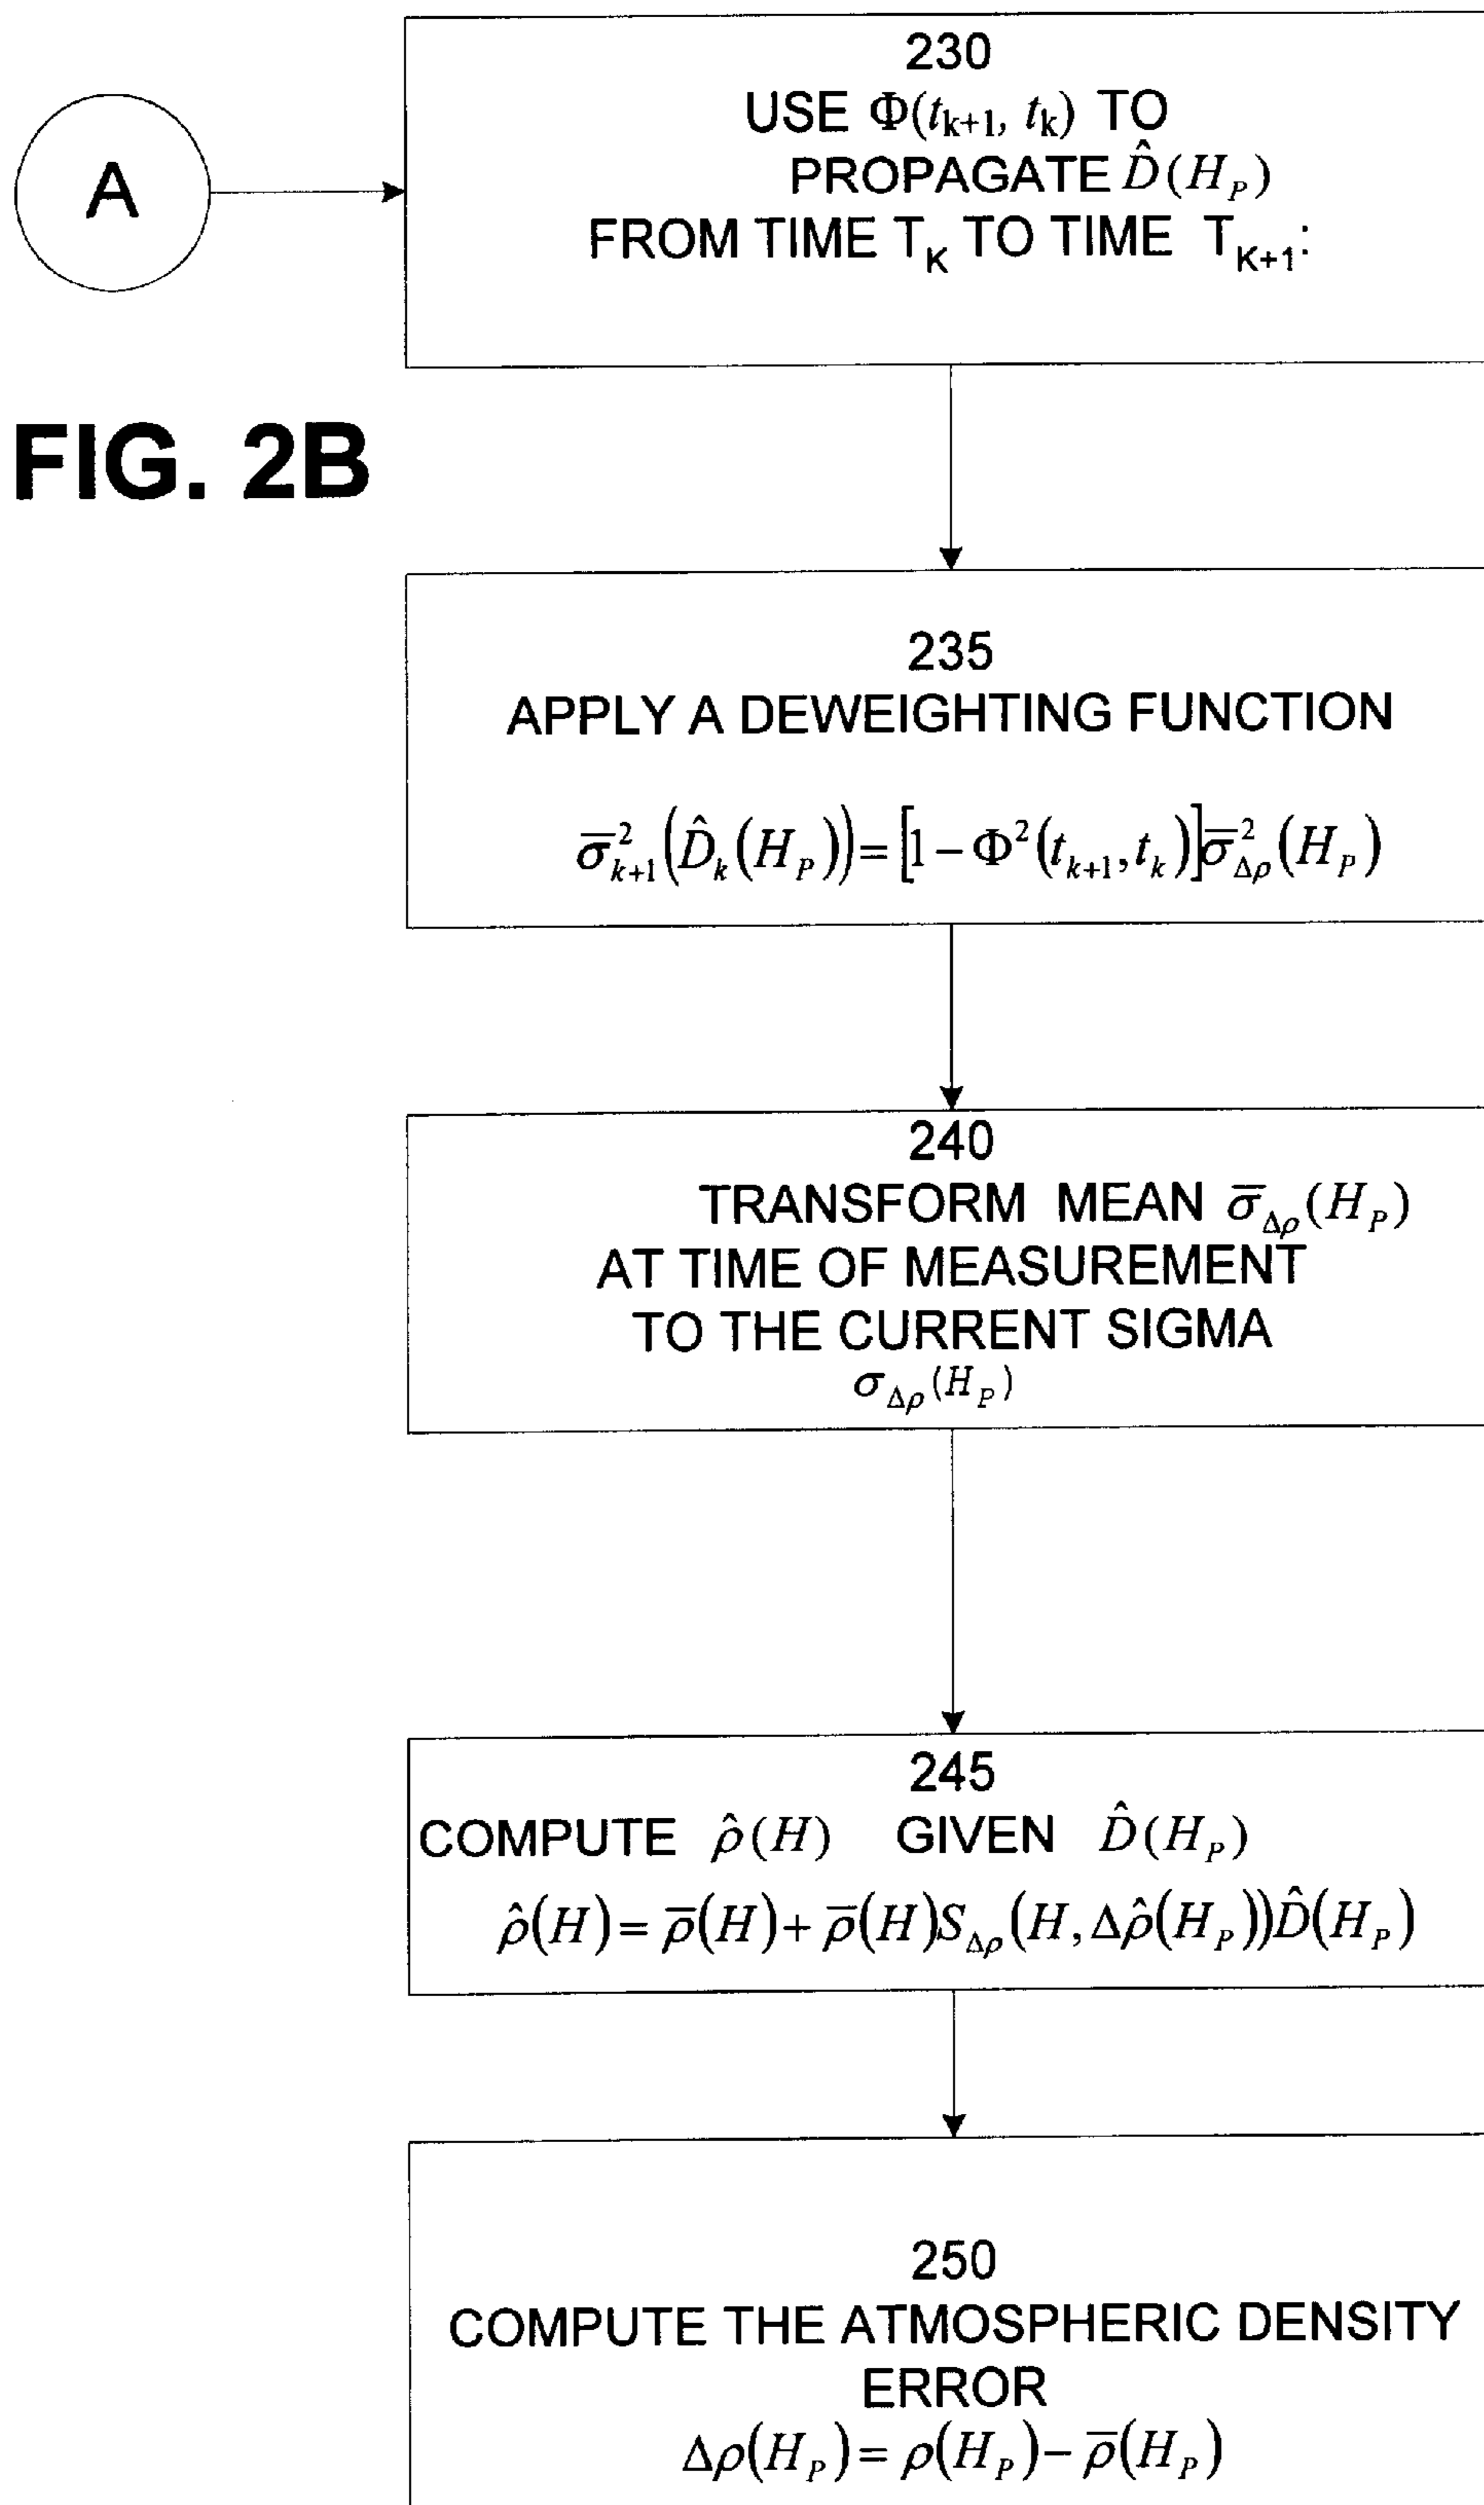 230
USE Φ(t_{k+1}, t_k) TO
A
PROPAGATE D̂(H_P)
FROM TIME T_K TO TIME T_{K+1}:
FIG. 2B
235
APPLY A DEWEIGHTING FUNCTION
σ̅²_{k+1}(D̂_k(H_P)) = [1 − Φ²(t_{k+1}, t_k)]σ̅²_{Δρ}(H_P)
240
TRANSFORM MEAN σ̅_{Δρ}(H_P)
AT TIME OF MEASUREMENT
TO THE CURRENT SIGMA
σ_{Δρ}(H_P)
245
COMPUTE ρ̂(H) GIVEN D̂(H_P)
ρ̂(H) = ρ̅(H) + ρ̅(H)S_{Δρ}(H, Δρ̂(H_P))D̂(H_P)
250
COMPUTE THE ATMOSPHERIC DENSITY
ERROR
Δρ(H_P) = ρ(H_P) − ρ̅(H_P)